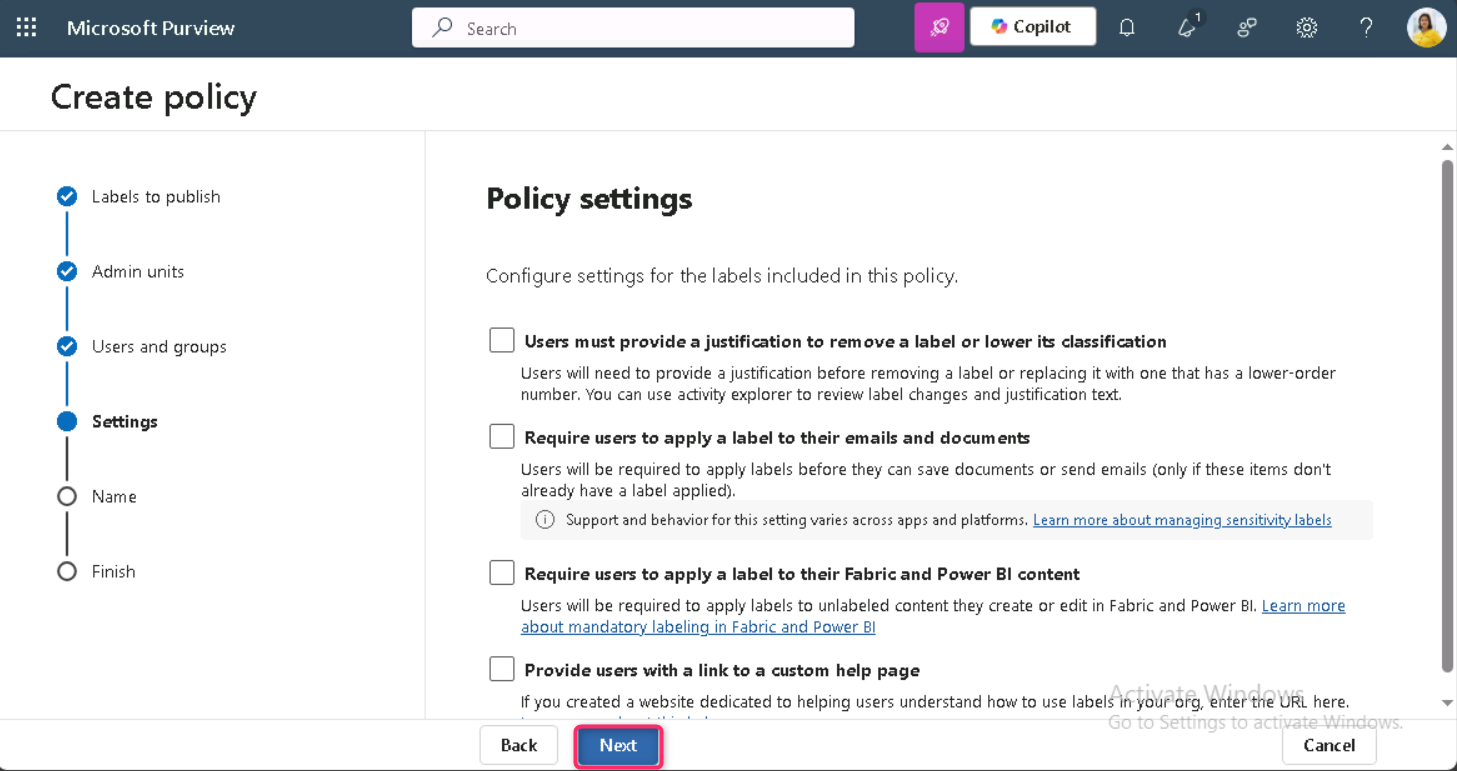 Microsoft Purview
Search
Copilot
1
Create policy
Labels to publish
Admin units
Users and groups
Settings
Name
Finish
Policy settings
Configure settings for the labels included in this policy.
Users must provide a justification to remove a label or lower its classification
Users will need to provide a justification before removing a label or replacing it with one that has a lower-order
number. You can use activity explorer to review label changes and justification text.
Require users to apply a label to their emails and documents
Users will be required to apply labels before they can save documents or send emails (only if these items don't
already have a label applied).
Support and behavior for this setting varies across apps and platforms. Learn more about managing sensitivity labels
Require users to apply a label to their Fabric and Power BI content
Users will be required to apply labels to unlabeled content they create or edit in Fabric and Power BI. Learn more
about mandatory labeling in Fabric and Power BI
Provide users with a link to a custom help page
If you created a website dedicated to helping users understand how to use labels in your org, enter the URL here.
Activate Windows
Go to Settings to activate Windows.
Back
Next
Cancel